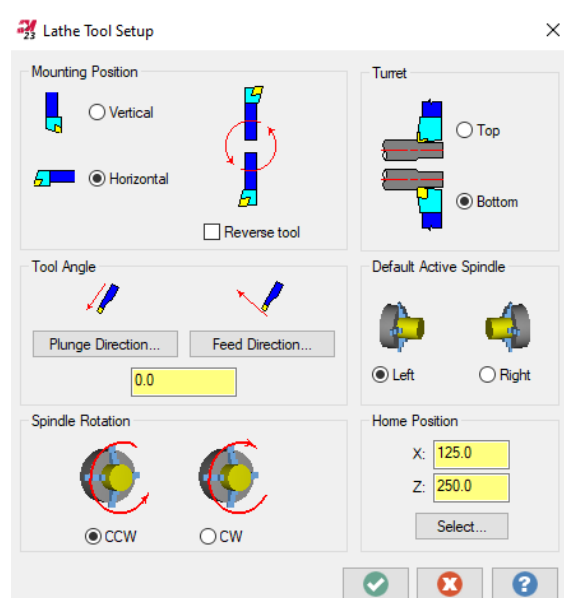 23 Lathe Tool Setup
Mounting Position
Vertical
Horizontal
Reverse tool
Turret
Top
Bottom
Tool Angle
Plunge Direction...
Feed Direction...
0.0
Default Active Spindle
Left
Right
Spindle Rotation
CCW
CW
Home Position
X: 125.0
Z: 250.0
Select...
?